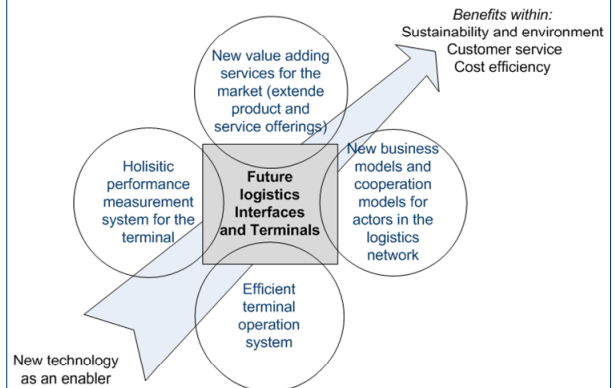 Benefits within:
Sustainability and environment
Customer service
Cost efficiency
New value adding
services for the
market (extende
product and
service offerings)
Holisitic
performance
measurement
system for the
terminal
Future
logistics
Interfaces
and Terminals
New business
models and
cooperation
models for
actors in the
logistics
network
Efficient
terminal
operation
system
New technology
as an enabler